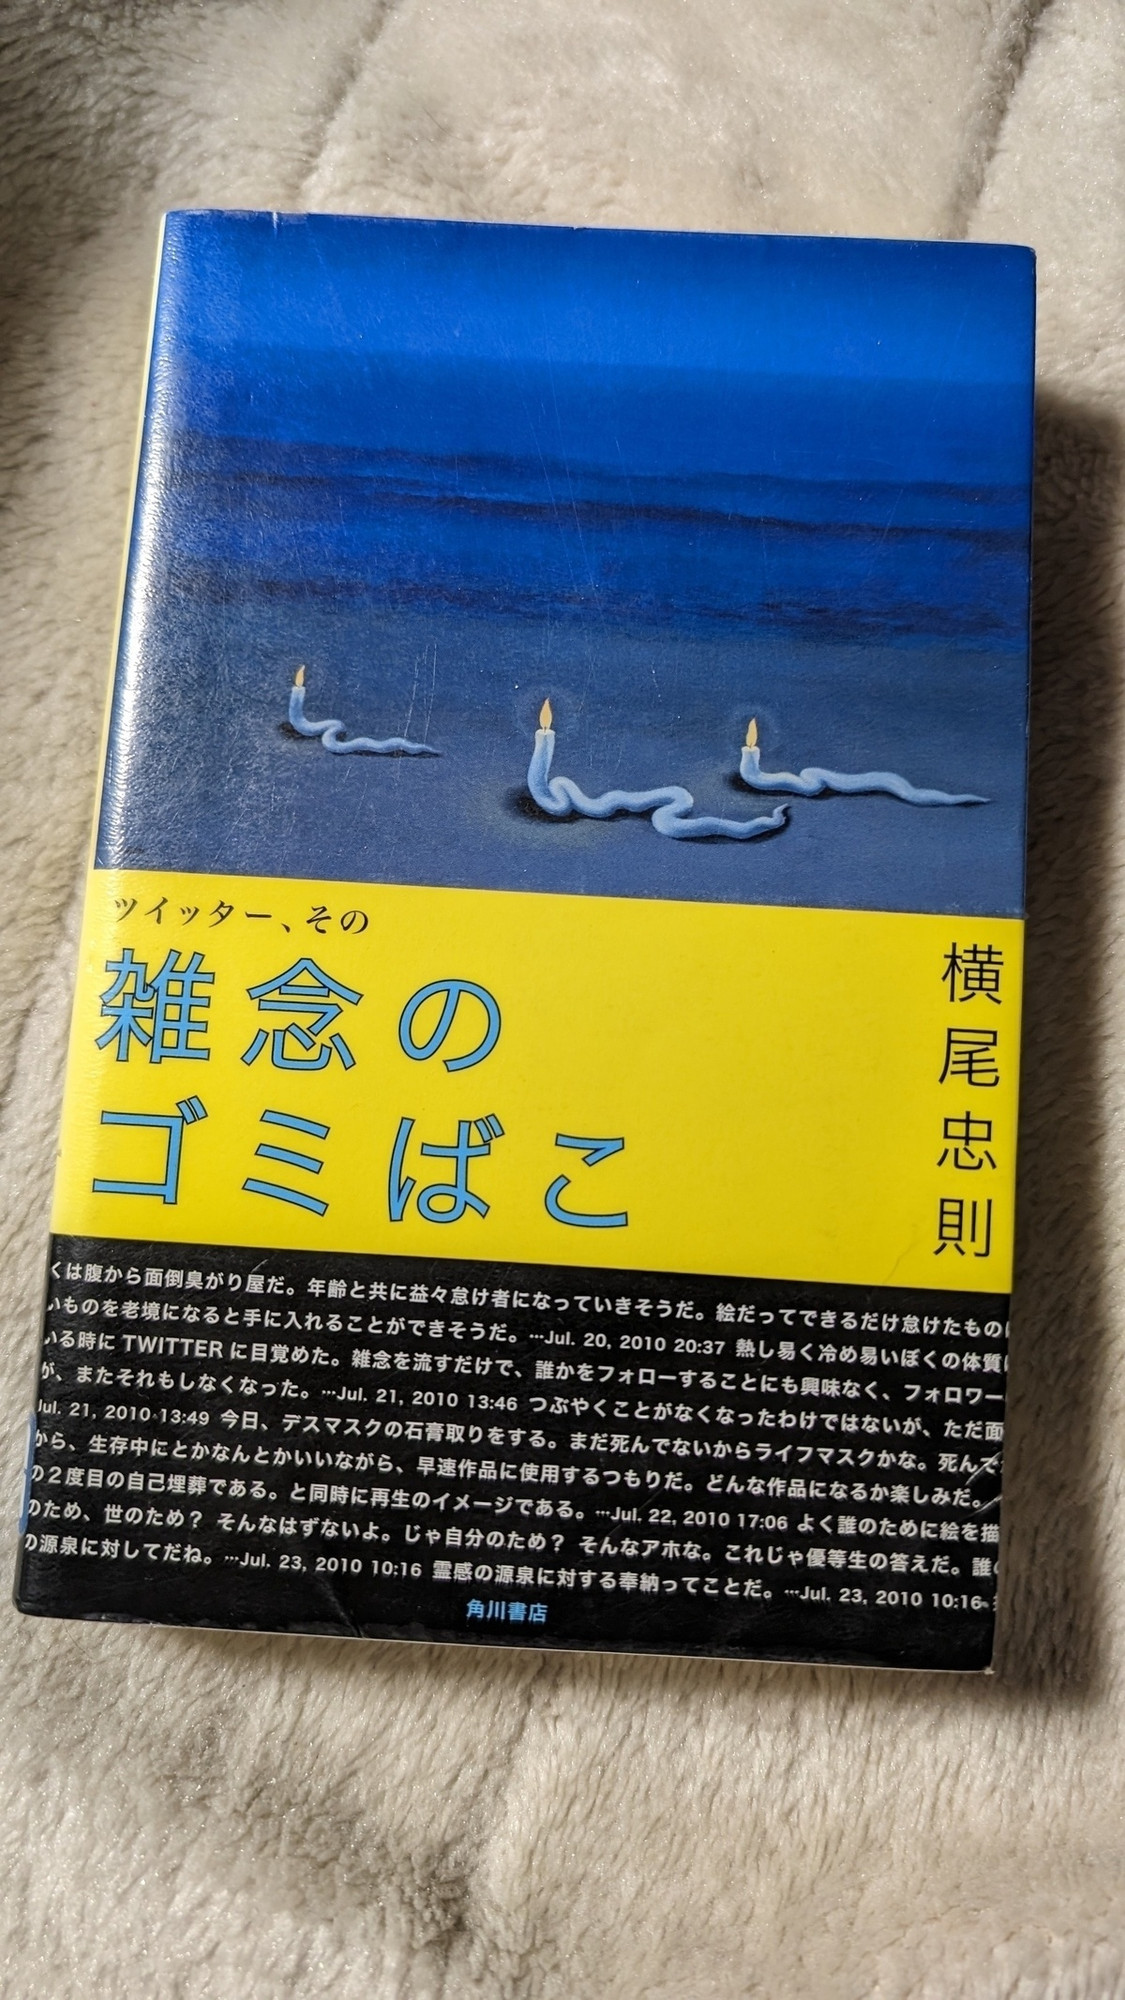 ツイッター、その
雑念の
ゴミばこ
横尾忠則
くは腹から面倒臭がり屋だ。年齢と共に益々怠け者になっていきそうだ。絵だってできるだけ怠けたもの
いものを老境になると手に入れることができそうだ。…Jul. 20, 2010 20:37 熱し易く冷め易いぼくの体質
いる時に TWITTER に目覚めた。雑念を流すだけで、誰かをフォローすることにも興味なく、フォロワー
が、またそれもしなくなった。…Jul. 21, 2010 13:46 つぶやくことがなくなったわけではないが、ただ面
Jul. 21, 2010 13:49 今日、デスマスクの石膏取りをする。まだ死んでないからライフマスクかな。死んで
から、生存中にとかなんとかいいながら、早速作品に使用するつもりだ。どんな作品になるか楽しみだ。
の2度目の自己埋葬である。と同時に再生のイメージである。…Jul. 22, 2010 17:06 よく誰のために絵を描
のため、世のため？ そんなはずないよ。じゃ自分のため？ そんなアホな。これじゃ優等生の答えだ。誰
の源泉に対してだね。…Jul. 23, 2010 10:16 霊感の源泉に対する奉納ってことだ。…Jul. 23, 2010 10:16
角川書店